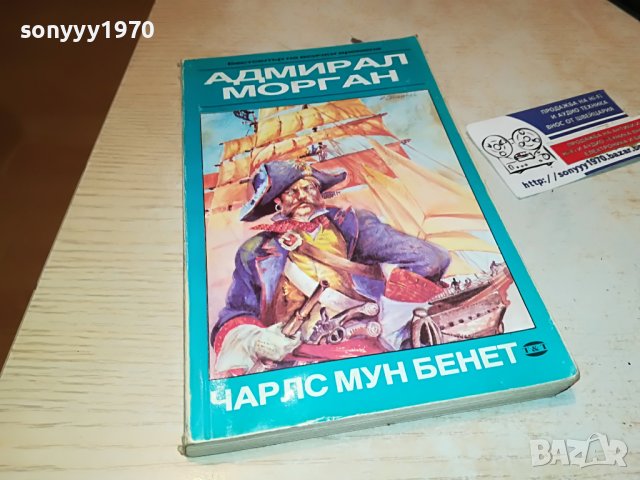 sonyyy1970
АДМИРАЛ
МОРГАН
ЧАРЛС МУН БЕНЕТ
ПРОДАЖБА НА HI-FI
И АУДИО ТЕХНИКА
ВНОС ОТ ШВЕЙЦАРИЯ
http://sonyyy1970.bazar.b
BAZAR